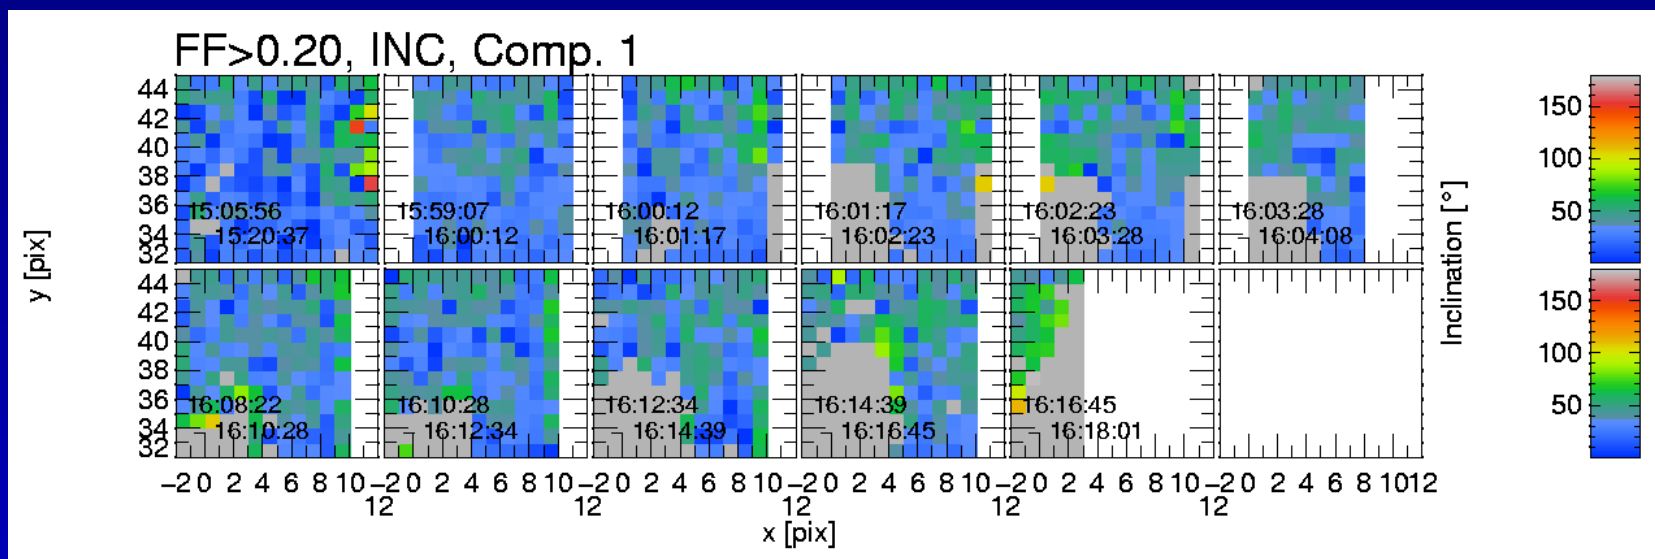 FF>0.20, INC, Comp. 1
44 42 40 38 36 34 32
15:05:56 15:59:07 16:00:12 16:01:17 16:02:23 16:03:28
15:20:37 16:00:12 16:01:17 16:02:23 16:03:28 16:04:08
150 100 50
44 42 40 38 36 34 32
16:08:22 16:10:28 16:12:34 16:14:39 16:16:45
16:10:28 16:12:34 16:14:39 16:16:45 16:18:01
150 100 50
y [pix]
Inclination [°]
-2 0 2 4 6 8 10 12 -2 0 2 4 6 8 10 12 -2 0 2 4 6 8 10 12 -2 0 2 4 6 8 10 12 -2 0 2 4 6 8 10 12 -2 0 2 4 6 8 10 12
x [pix]